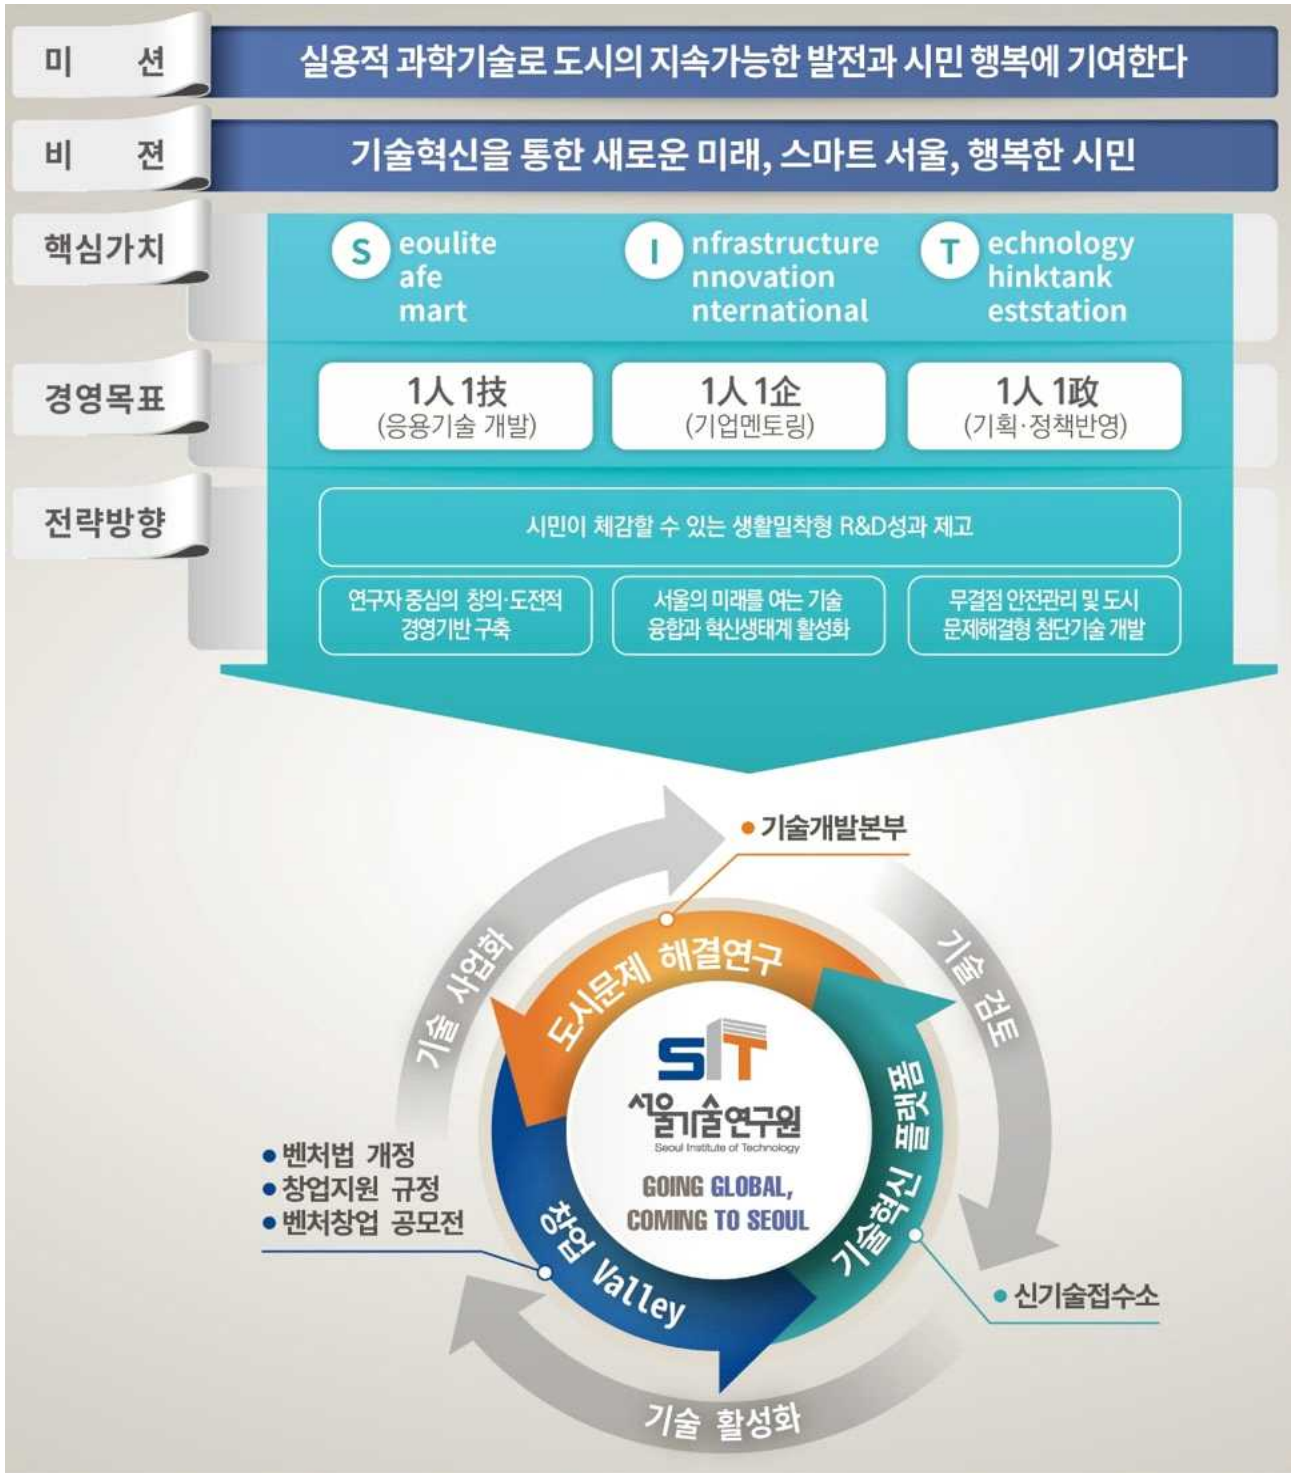 미 션
실용적 과학기술로 도시의 지속가능한 발전과 시민 행복에 기여한다
비 젼
기술혁신을 통한 새로운 미래, 스마트 서울, 행복한 시민
핵심가치
S eoulite
afe
mart
I nfrastructure
nnovation
nternational
T echnology
hinktank
eststation
경영목표
1人 1技
(응용기술 개발)
1人 1企
(기업멘토링)
1人 1政
(기획·정책반영)
전략방향
시민이 체감할 수 있는 생활밀착형 R&D성과 제고
연구자 중심의 창의·도전적
경영기반 구축
서울의 미래를 여는 기술
융합과 혁신생태계 활성화
무결점 안전관리 및 도시
문제해결형 첨단기술 개발
• 기술개발본부
기술 사업화
기술 검토
도시문제 해결연구
SIT
서울기술연구원
Seoul Institute of Technology
GOING GLOBAL,
COMING TO SEOUL
기술혁신 플랫폼
• 벤처법 개정
• 창업지원 규정
• 벤처창업 공모전
창업 Valley
• 신기술접수소
기술 활성화